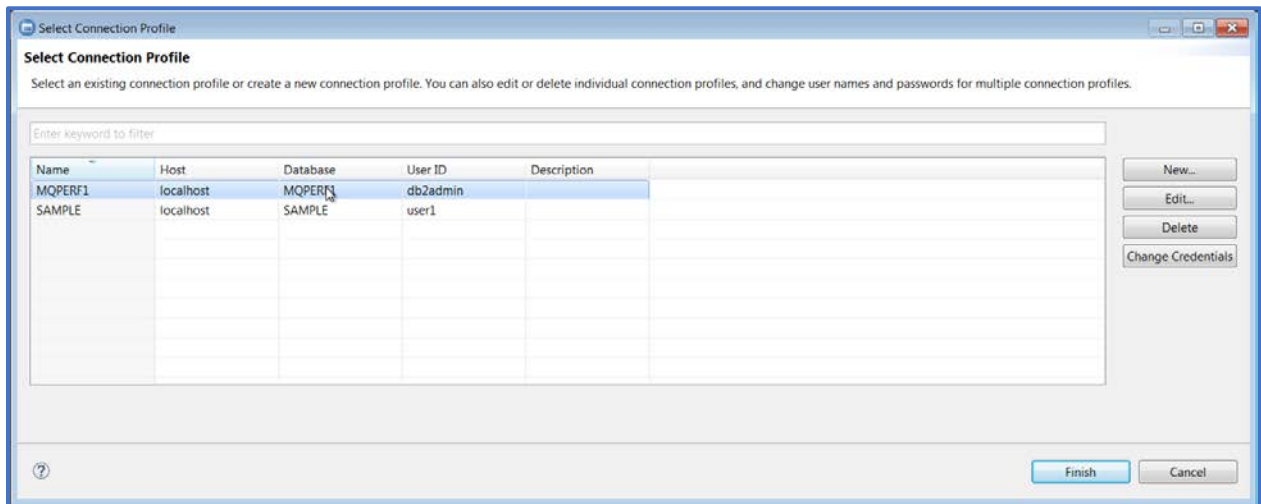 Select Connection Profile
Select Connection Profile
Select an existing connection profile or create a new connection profile. You can also edit or delete individual connection profiles, and change user names and passwords for multiple connection profiles.
Enter keyword to filter
Name Host Database User ID Description
MQPERF1 localhost MQPERF1 db2admin
SAMPLE localhost SAMPLE user1
New...
Edit...
Delete
Change Credentials
?
Finish Cancel